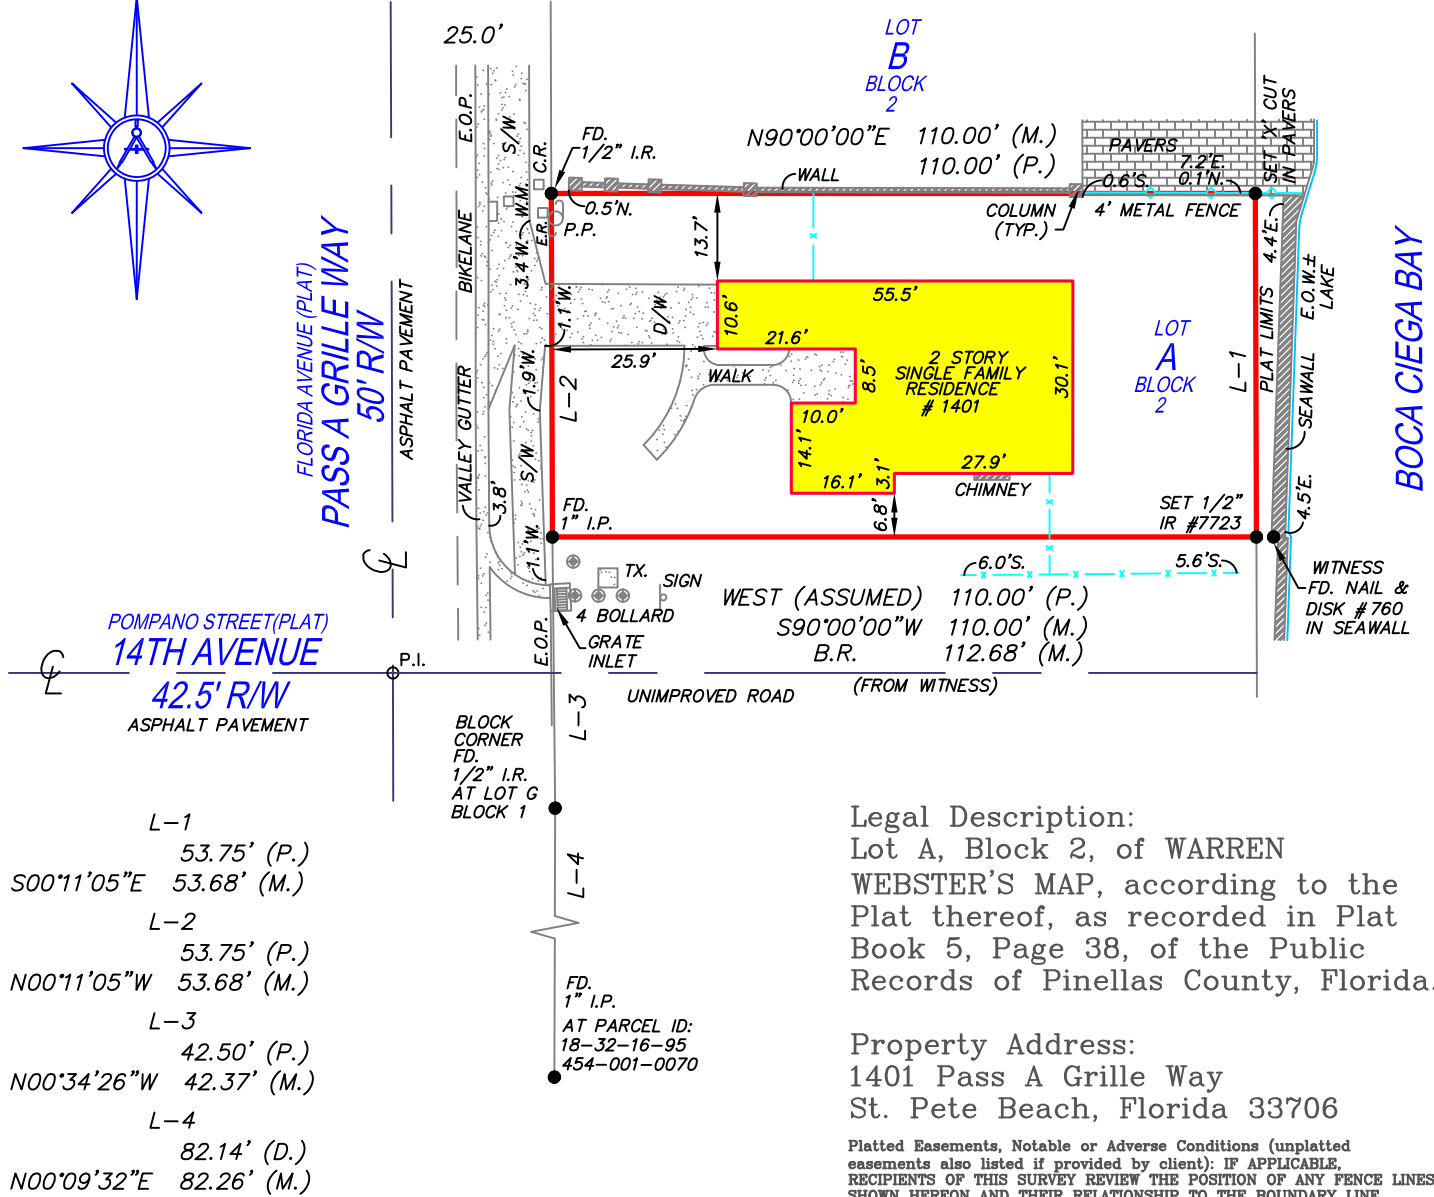 25.0'
LOT
B
BLOCK
2
N90°00'00"E 110.00' (M.)
110.00' (P.)
FD.
1/2" I.R.
E.O.P.
S/W
C.R.
W.M.
E.R.
P.P.
0.5'N.
WALL
PAVERS
7.2'E.
0.1'N.
0.6'S.
SET 'X' CUT
IN PAVERS
COLUMN
(TYP.)
4' METAL FENCE
BIKELANE
3.4'W.
13.7'
4.4'E.
E.O.W.±
LAKE
BOCA CIEGA BAY
FLORIDA AVENUE (PLAT)
PASS A GRILLE WAY
50' R/W
ASPHALT PAVEMENT
1.1'W.
D/W
10.6'
55.5'
21.6'
25.9'
WALK
8.5'
2 STORY
SINGLE FAMILY
RESIDENCE
# 1401
30.1'
LOT
A
BLOCK
2
L-1
PLAT LIMITS
SEAWALL
1.9'W.
L-2
10.0'
14.1'
16.1'
3.1'
27.9'
CHIMNEY
VALLEY GUTTER
3.8'
S/W
FD.
1" I.P.
6.8'
SET 1/2"
IR #7723
4.5'E.
1.1'W.
TX.
SIGN
4 BOLLARD
6.0'S.
5.6'S.
WITNESS
FD. NAIL &
DISK #760
IN SEAWALL
WEST (ASSUMED) 110.00' (P.)
S90°00'00"W 110.00' (M.)
B.R. 112.68' (M.)
(FROM WITNESS)
POMPANO STREET(PLAT)
14TH AVENUE
42.5' R/W
ASPHALT PAVEMENT
P.I.
E.O.P.
GRATE
INLET
UNIMPROVED ROAD
L-3
BLOCK
CORNER
FD.
1/2" I.R.
AT LOT G
BLOCK 1
L-4
FD.
1" I.P.
AT PARCEL ID:
18-32-16-95
454-001-0070
L-1
53.75' (P.)
S00°11'05"E 53.68' (M.)
L-2
53.75' (P.)
N00°11'05"W 53.68' (M.)
L-3
42.50' (P.)
N00°34'26"W 42.37' (M.)
L-4
82.14' (D.)
N00°09'32"E 82.26' (M.)
Legal Description:
Lot A, Block 2, of WARREN
WEBSTER'S MAP, according to the
Plat thereof, as recorded in Plat
Book 5, Page 38, of the Public
Records of Pinellas County, Florida.
Property Address:
1401 Pass A Grille Way
St. Pete Beach, Florida 33706
Platted Easements, Notable or Adverse Conditions (unplatted
easements also listed if provided by client): IF APPLICABLE,
RECIPIENTS OF THIS SURVEY REVIEW THE POSITION OF ANY FENCE LINES
SHOWN HEREON AND THEIR RELATIONSHIP TO THE BOUNDARY LINE